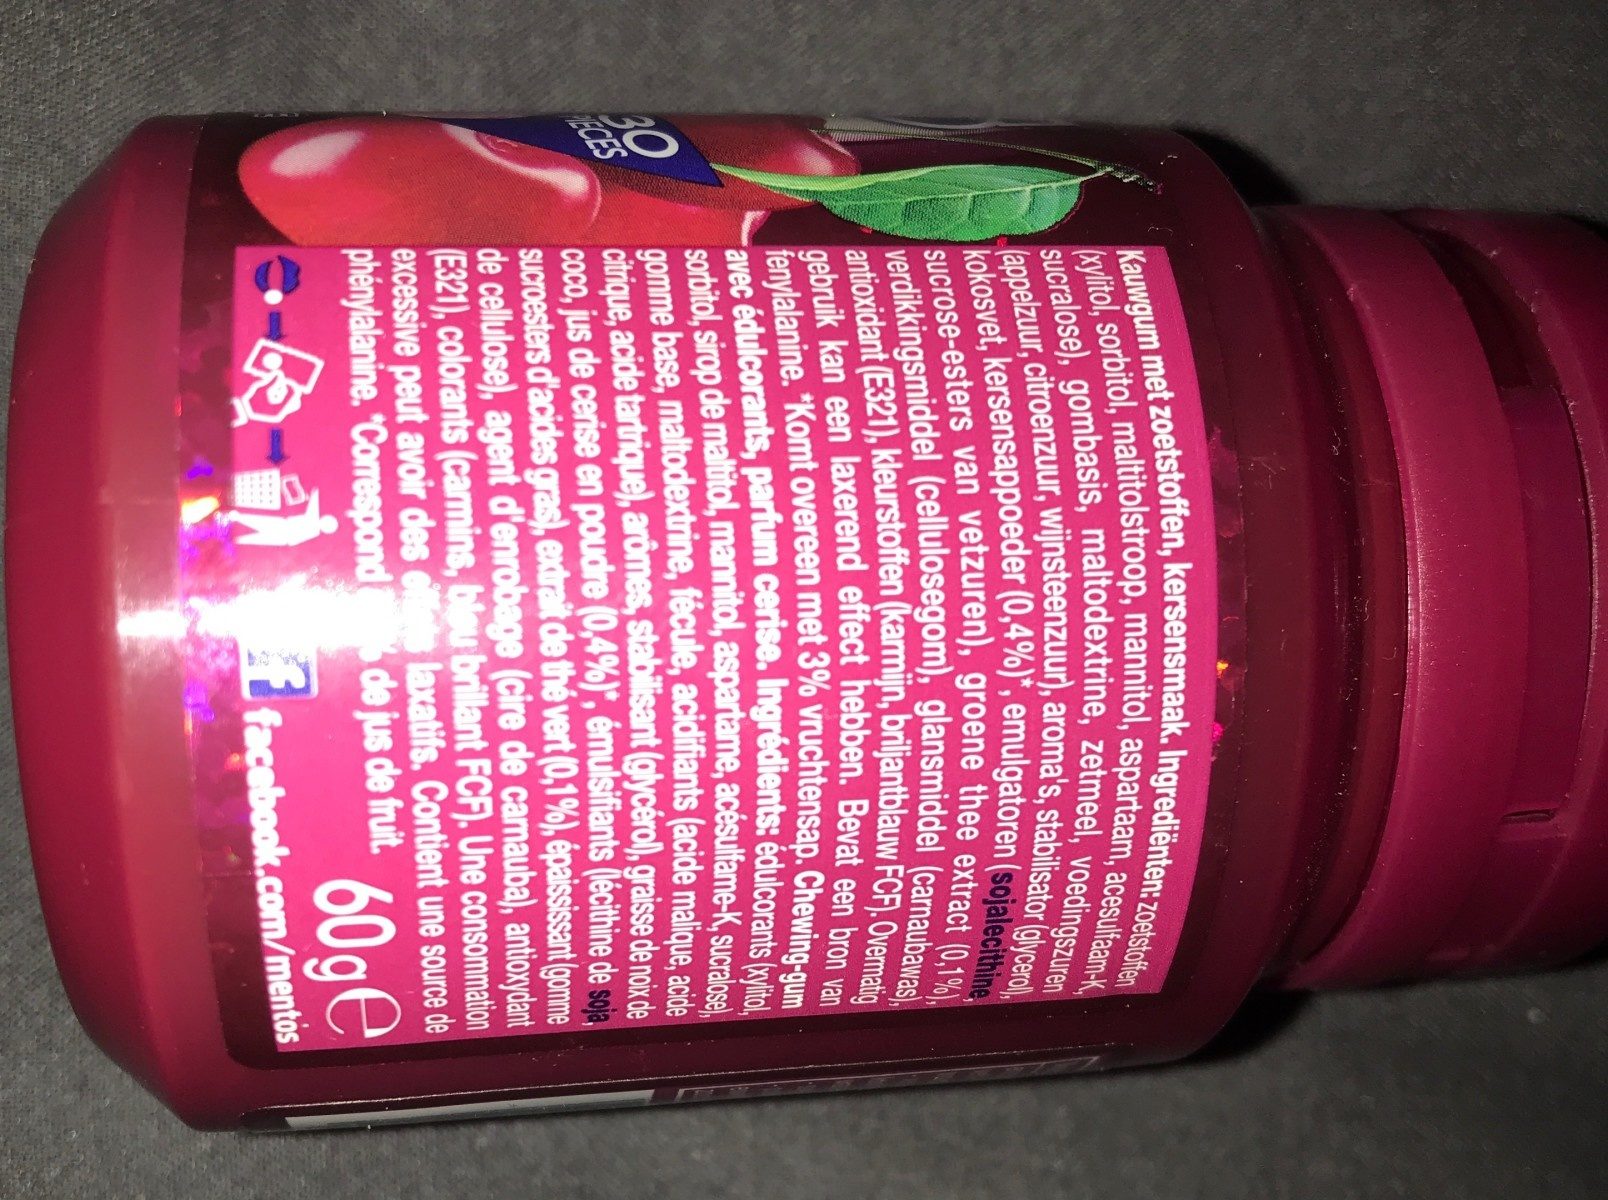 30
PIECES
Kauwgum met zoetstoffen, kersensmaak. Ingrediënten: zoetstoffen
(xylitol, sorbitol, maltitolstroop, mannitol, aspartaam, acesulfaam-K,
sucralose), gombasis, maltodextrine, zetmeel, voedingszuren
(appelzuur, citroenzuur, wijnsteenzuur), aroma's, stabilisator (glycerol),
kokosvet, kersensappoeder (0,4%)*, emulgatoren (sojalecithine,
sucrose-esters van vetzuren), groene thee extract (0,1%),
verdikkingsmiddel (cellulosegom), glansmiddel (carnaubawas),
antioxidant (E321), kleurstoffen (karmijn, briljantblauw FCF). Overmatig
gebruik kan een laxerend effect hebben. Bevat een bron van
fenylalanine. *Komt overeen met 3% vruchtensap. Chewing-gum
avec édulcorants, parfum cerise. Ingrédients: édulcorants (xylitol,
sorbitol, sirop de maltitol, mannitol, aspartame, acésulfame-K, sucralose),
gomme base, maltodextrine, fécule, acidifiants (acide malique, acide
citrique, acide tartrique), arômes, stabilisant (glycérol), graisse de noix de
coco, jus de cerise en poudre (0,4%)*, émulsifiants (lécithine de soja,
sucroesters d'acides gras), extrait de thé vert (0,1%), épaississant (gomme
de cellulose), agent d'enrobage (cire de carnauba), antioxydant
(E321), colorants (carmins, bleu brillant FCF). Une consommation
excessive peut avoir des effets laxatifs. Contient une source de
phénylalanine. *Correspond de jus de fruit.
60g e
f facebook.com/mentos